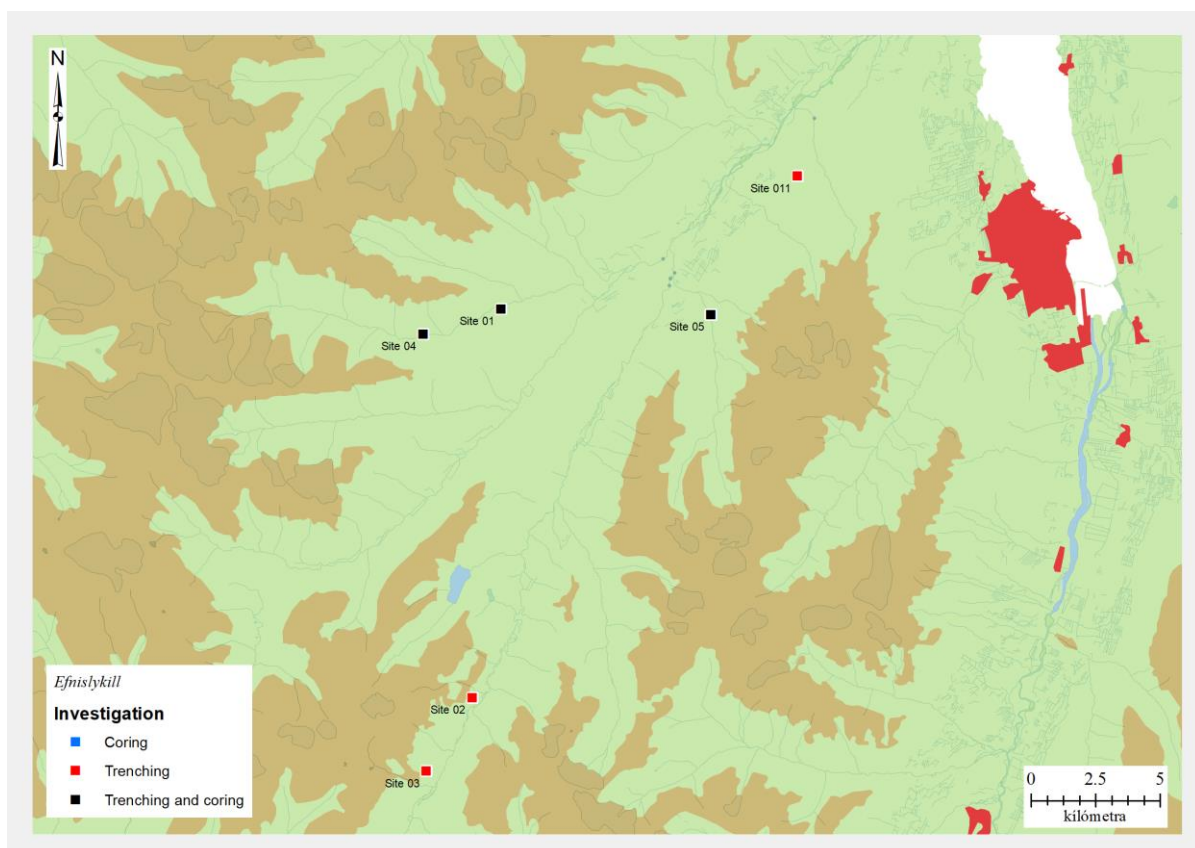 N
Site 011
Site 01
Site 05
Site 04
Site 02
Site 03
Efnislykill
Investigation
Coring
Trenching
Trenching and coring
0 2.5 5
kílómetra